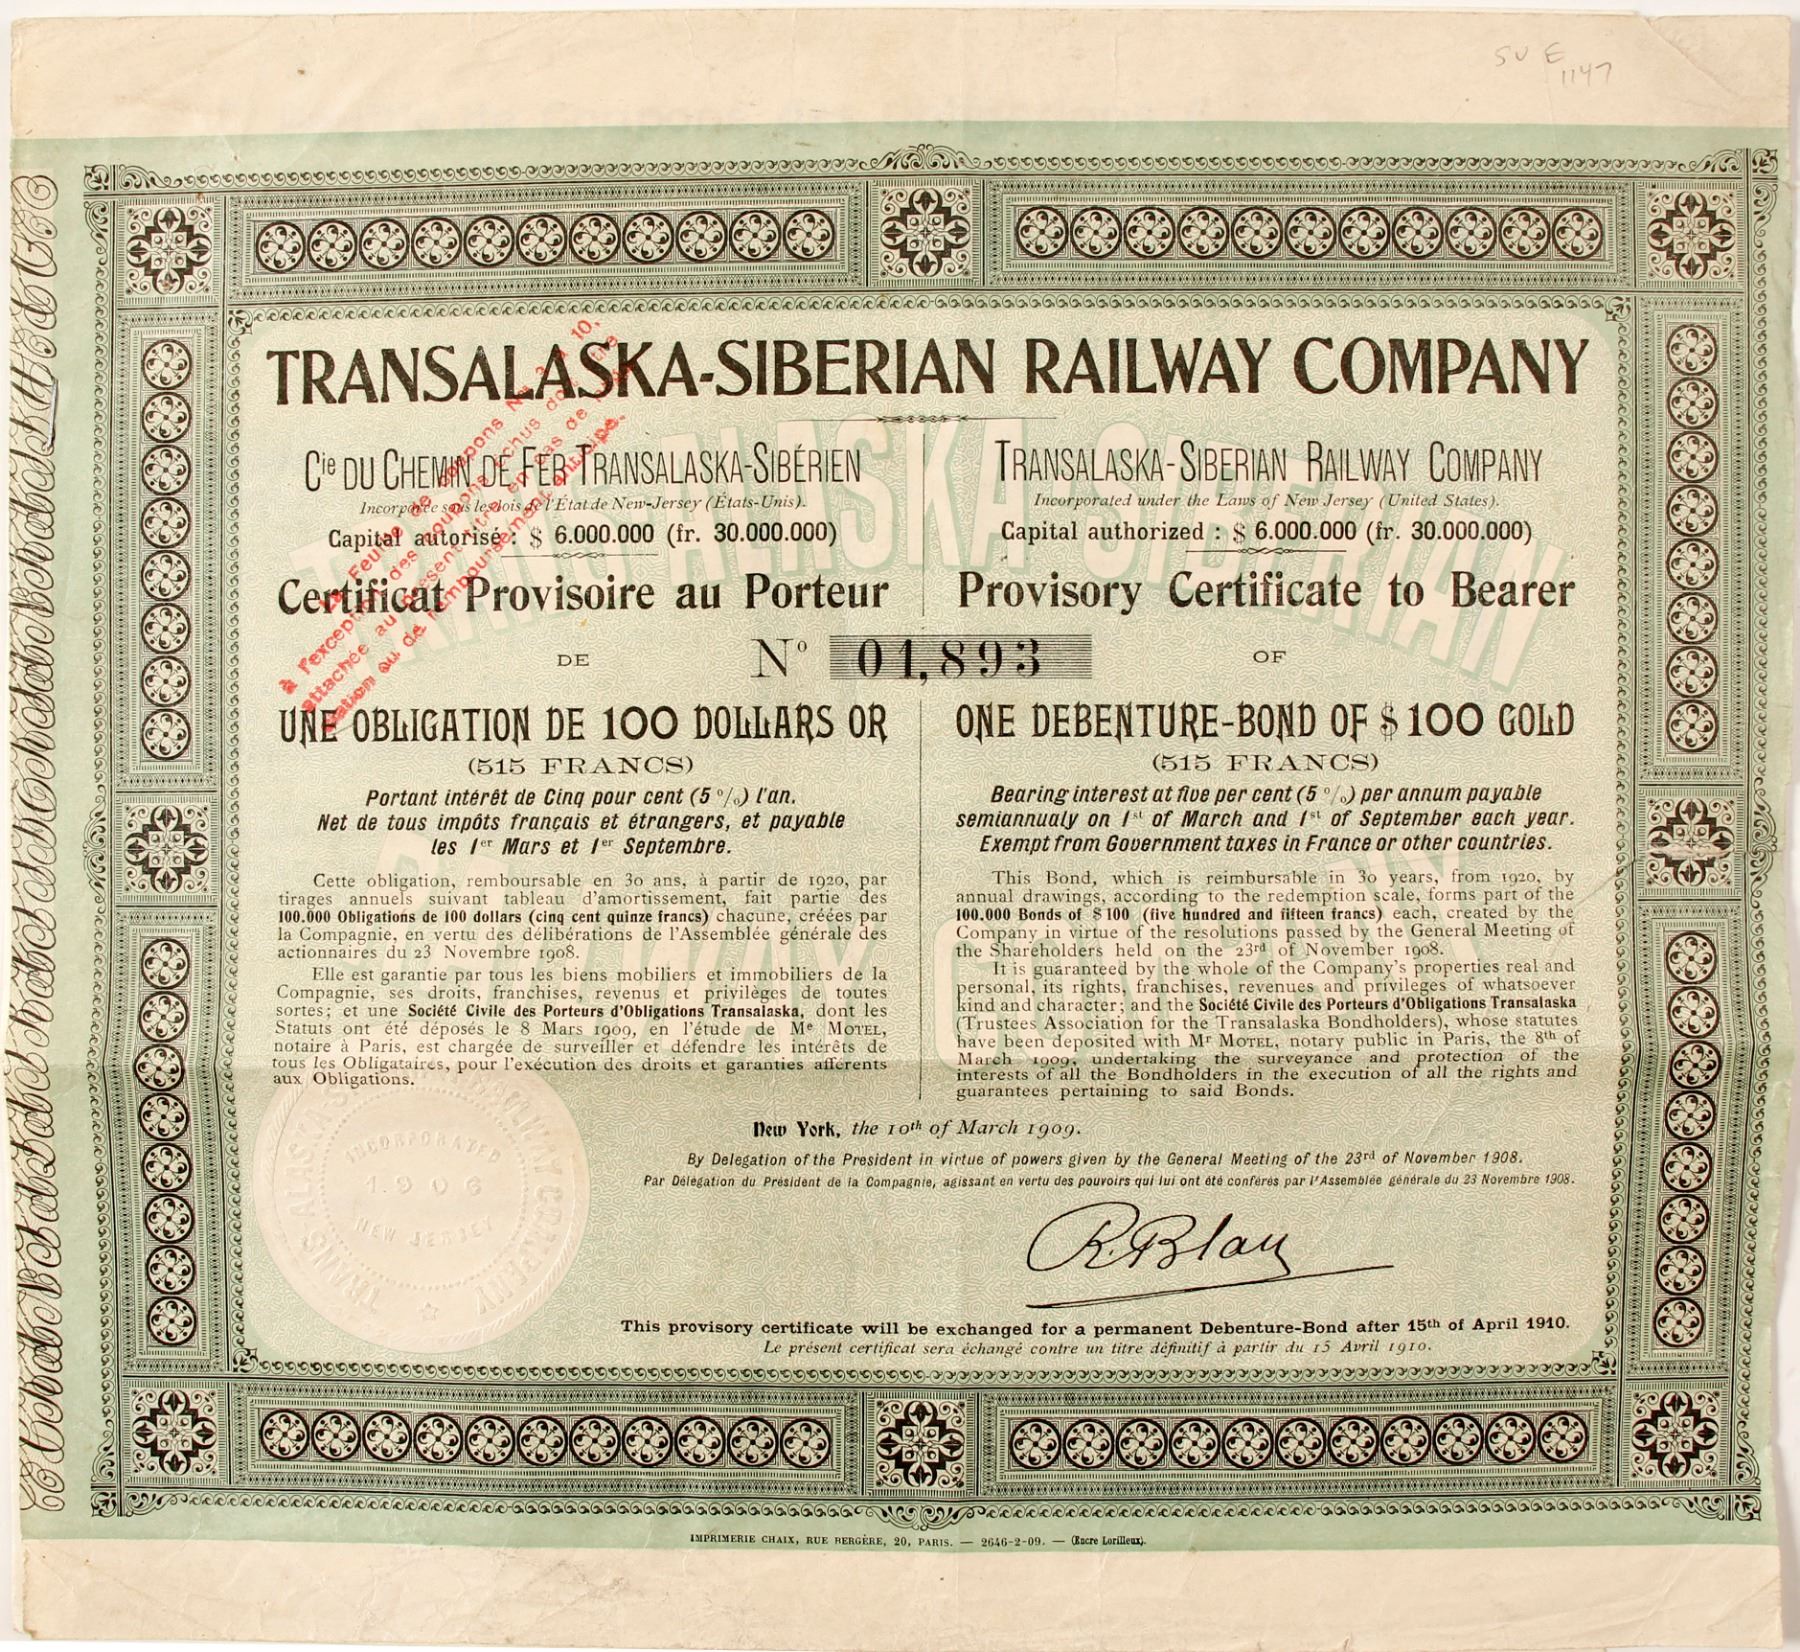 SU E
1147
TRANSALASKA-SIBERIAN RAILWAY COMPANY
Cie DU CHEMIN DE FER TRANSALASKA-SIBÉRIEN
Incorporée sous les lois de l'État de New-Jersey (États-Unis).
Capital autorisé : $ 6.000.000 (fr. 30.000.000)
Certificat Provisoire au Porteur
DE
TRANSALASKA-SIBERIAN RAILWAY COMPANY
Incorporated under the Laws of New Jersey (United States).
Capital authorized : $ 6.000.000 (fr. 30.000.000)
Provisory Certificate to Bearer
OF
No 01,893
UNE OBLIGATION DE 100 DOLLARS OR
(515 FRANCS)
Portant intérêt de Cinq pour cent (5 %) l'an.
Net de tous impôts français et étrangers, et payable
les 1er Mars et 1er Septembre.
Cette obligation, remboursable en 30 ans, à partir de 1920, par
tirages annuels suivant tableau d'amortissement, fait partie des
100.000 Obligations de 100 dollars (cinq cent quinze francs) chacune, créées par
la Compagnie, en vertu des délibérations de l'Assemblée générale des
actionnaires du 23 Novembre 1908.
Elle est garantie par tous les biens mobiliers et immobiliers de la
Compagnie, ses droits, franchises, revenus et privilèges de toutes
sortes; et une Société Civile des Porteurs d'Obligations Transalaska, dont les
Statuts ont été déposés le 8 Mars 1909, en l'étude de Me MOTEL,
notaire à Paris, est chargée de surveiller et défendre les intérêts de
tous les Obligataires, pour l'exécution des droits et garanties afférents
aux Obligations.
ONE DEBENTURE-BOND OF $ 100 GOLD
(515 FRANCS)
Bearing interest at five per cent (5 %) per annum payable
semiannualy on 1st of March and 1st of September each year.
Exempt from Government taxes in France or other countries.
This Bond, which is reimbursable in 30 years, from 1920, by
annual drawings, according to the redemption scale, forms part of the
100.000 Bonds of $ 100 (five hundred and fifteen francs) each, created by the
Company in virtue of the resolutions passed by the General Meeting of
the Shareholders held on the 23rd of November 1908.
It is guaranteed by the whole of the Company's properties real and
personal, its rights, franchises, revenues and privileges of whatsoever
kind and character; and the Société Civile des Porteurs d'Obligations Transalaska
(Trustees Association for the Transalaska Bondholders), whose statutes
have been deposited with Mr MOTEL, notary public in Paris, the 8th of
March 1909, undertaking the surveyance and protection of the
interests of all the Bondholders in the execution of all the rights and
guarantees pertaining to said Bonds.
New York, the 10th of March 1909.
By Delegation of the President in virtue of powers given by the General Meeting of the 23rd of November 1908.
Par Délégation du Président de la Compagnie, agissant en vertu des pouvoirs qui lui ont été conférés par l'Assemblée générale du 23 Novembre 1908.
R. Blau
INCORPORATED
1906
NEW JERSEY
This provisory certificate will be exchanged for a permanent Debenture-Bond after 15th of April 1910.
Le présent certificat sera échangé contre un titre définitif à partir du 15 Avril 1910.
IMPRIMERIE CHAIX, RUE BERGÈRE, 20, PARIS. — 2646-2-09. — (Encre Lorilleux).